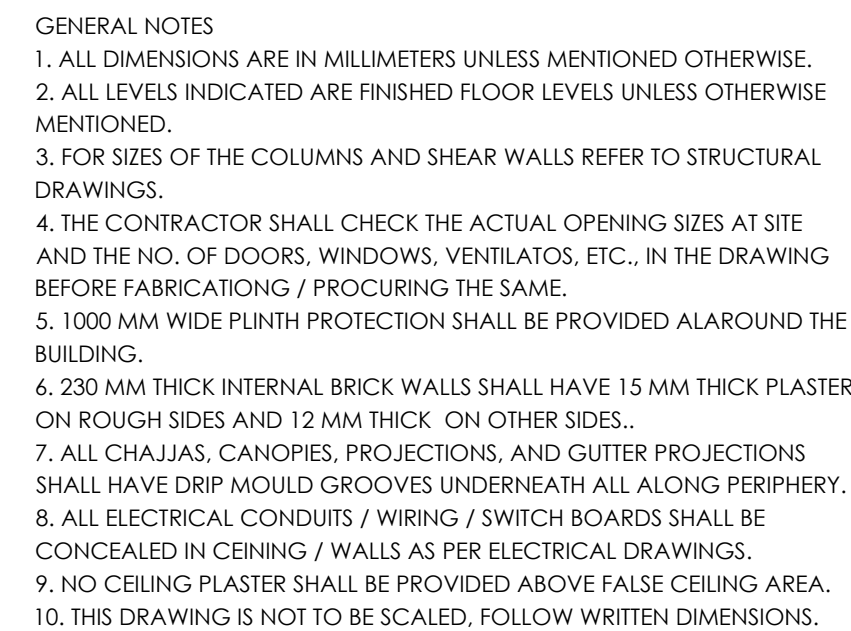 GENERAL NOTES
1. ALL DIMENSIONS ARE IN MILLIMETERS UNLESS MENTIONED OTHERWISE.
2. ALL LEVELS INDICATED ARE FINISHED FLOOR LEVELS UNLESS OTHERWISE
MENTIONED.
3. FOR SIZES OF THE COLUMNS AND SHEAR WALLS REFER TO STRUCTURAL
DRAWINGS.
4. THE CONTRACTOR SHALL CHECK THE ACTUAL OPENING SIZES AT SITE
AND THE NO. OF DOORS, WINDOWS, VENTILATOS, ETC., IN THE DRAWING
BEFORE FABRICATIONG / PROCURING THE SAME.
5. 1000 MM WIDE PLINTH PROTECTION SHALL BE PROVIDED ALAROUND THE
BUILDING.
6. 230 MM THICK INTERNAL BRICK WALLS SHALL HAVE 15 MM THICK PLASTER
ON ROUGH SIDES AND 12 MM THICK  ON OTHER SIDES..
7. ALL CHAJJAS, CANOPIES, PROJECTIONS, AND GUTTER PROJECTIONS
SHALL HAVE DRIP MOULD GROOVES UNDERNEATH ALL ALONG PERIPHERY.
8. ALL ELECTRICAL CONDUITS / WIRING / SWITCH BOARDS SHALL BE
CONCEALED IN CEINING / WALLS AS PER ELECTRICAL DRAWINGS.
9. NO CEILING PLASTER SHALL BE PROVIDED ABOVE FALSE CEILING AREA.
10. THIS DRAWING IS NOT TO BE SCALED, FOLLOW WRITTEN DIMENSIONS.